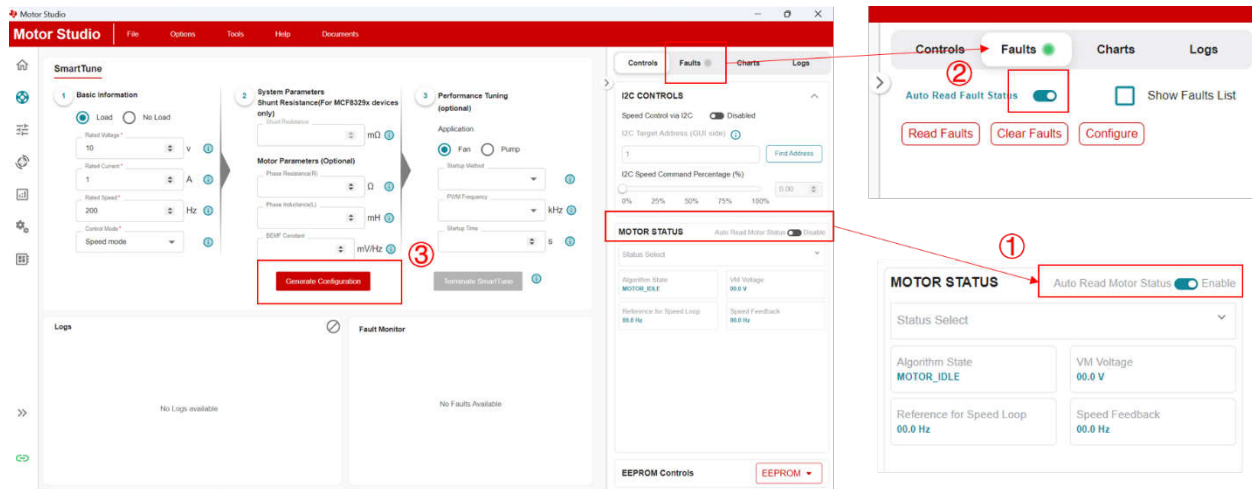 Motor Studio
Motor Studio
File
Options
Tools
Help
Documents
SmartTune
1
Basic Information
Load
No Load
Rated Voltage*
10
v
Rated Current*
1
A
Rated Speed*
200
Hz
Control Mode*
Speed mode
2
System Parameters
Shunt Resistance(For MCF8329x devices
only)
Shunt Resistance
mΩ
Motor Parameters (Optional)
Phase Resistance(R)
Ω
Phase Inductance(L)
mH
BEMF Constant
mV/Hz
③
Generate Configuration
3
Performance Tuning
(optional)
Application
Fan
Pump
Startup Method
PWM Frequency
kHz
Startup Time
s
Terminate SmartTune
Logs
No Logs available
Fault Monitor
No Faults Available
Controls
Faults
Charts
Logs
I2C CONTROLS
Speed Control via I2C
Disabled
I2C Target Address (GUI side)
1
Find Address
I2C Speed Command Percentage (%)
0.00
0%
25%
50%
75%
100%
MOTOR STATUS
Auto Read Motor Status
Disable
Status Select
Algorithm State
MOTOR_IDLE
VM Voltage
00.0 V
Reference for Speed Loop
00.0 Hz
Speed Feedback
00.0 Hz
EEPROM Controls
EEPROM
Controls
Faults
Charts
Logs
②
Auto Read Fault Status
Show Faults List
Read Faults
Clear Faults
Configure
①
MOTOR STATUS
Auto Read Motor Status
Enable
Status Select
Algorithm State
MOTOR_IDLE
VM Voltage
00.0 V
Reference for Speed Loop
00.0 Hz
Speed Feedback
00.0 Hz